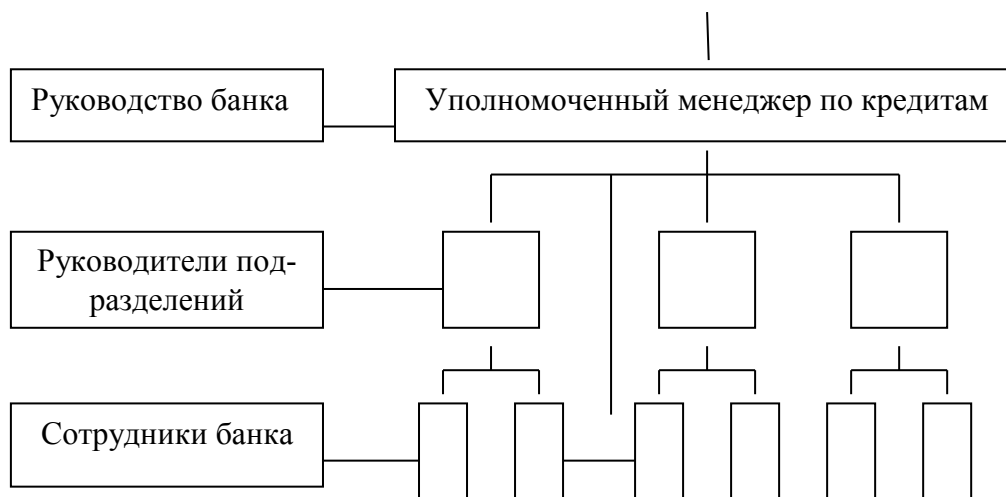 Руководство банка
Уполномоченный менеджер по кредитам
Руководители под-
разделений
Сотрудники банка